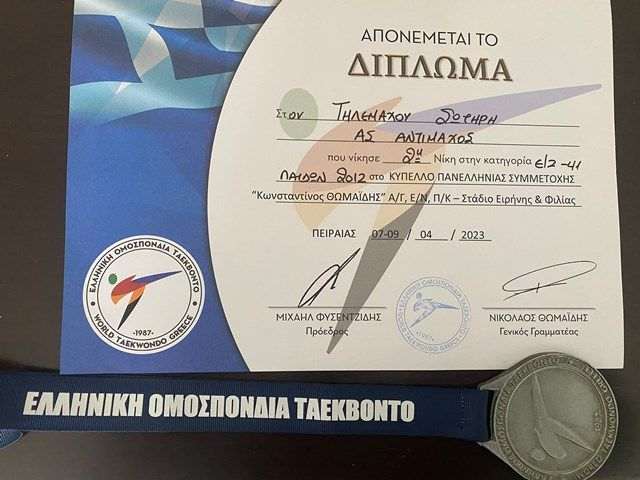 ΑΠΟΝΕΜΕΤΑΙ ΤΟ
ΔΙΠΛΩΜΑ
Στον ΤΗΛΕΜΑΧΟΥ ΣΩΤΗΡΗ
ΑΣ ΑΝΤΙΜΑΧΟΣ
που νίκησε 2η Νίκη στην κατηγορία Ε/2 -41
ΠΑΙΔΩΝ 2012 στο ΚΥΠΕΛΛΟ ΠΑΝΕΛΛΗΝΙΑΣ ΣΥΜΜΕΤΟΧΗΣ
"Κωνσταντίνος ΘΩΜΑΪΔΗΣ" Α/Γ, Ε/Ν, Π/Κ – Στάδιο Ειρήνης & Φιλίας
ΠΕΙΡΑΙΑΣ 07-09 / 04 / 2023
ΜΙΧΑΗΛ ΦΥΣΕΝΤΖΙΔΗΣ
Πρόεδρος
ΝΙΚΟΛΑΟΣ ΘΩΜΑΪΔΗΣ
Γενικός Γραμματέας
ΕΛΛΗΝΙΚΗ ΟΜΟΣΠΟΝΔΙΑ ΤΑΕΚΒΟΝΤΟ
-1987-
WORLD TAEKWONDO GREECE
ΕΛΛΗΝΙΚΗ ΟΜΟΣΠΟΝΔΙΑ ΤΑΕΚΒΟΝΤΟ